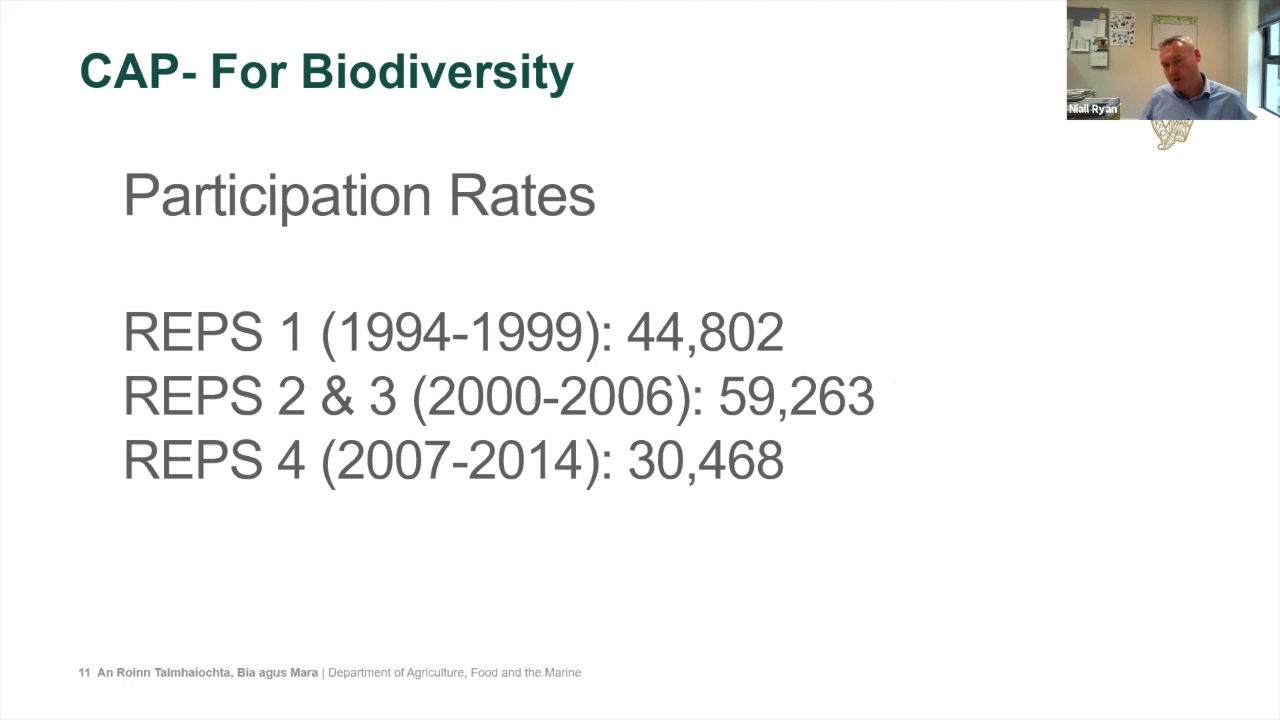 CAP- For Biodiversity
Niall Ryan
Participation Rates
REPS 1 (1994-1999): 44,802
REPS 2 & 3 (2000-2006): 59,263
REPS 4 (2007-2014): 30,468
11 An Roinn Talmhaíochta, Bia agus Mara | Department of Agriculture, Food and the Marine